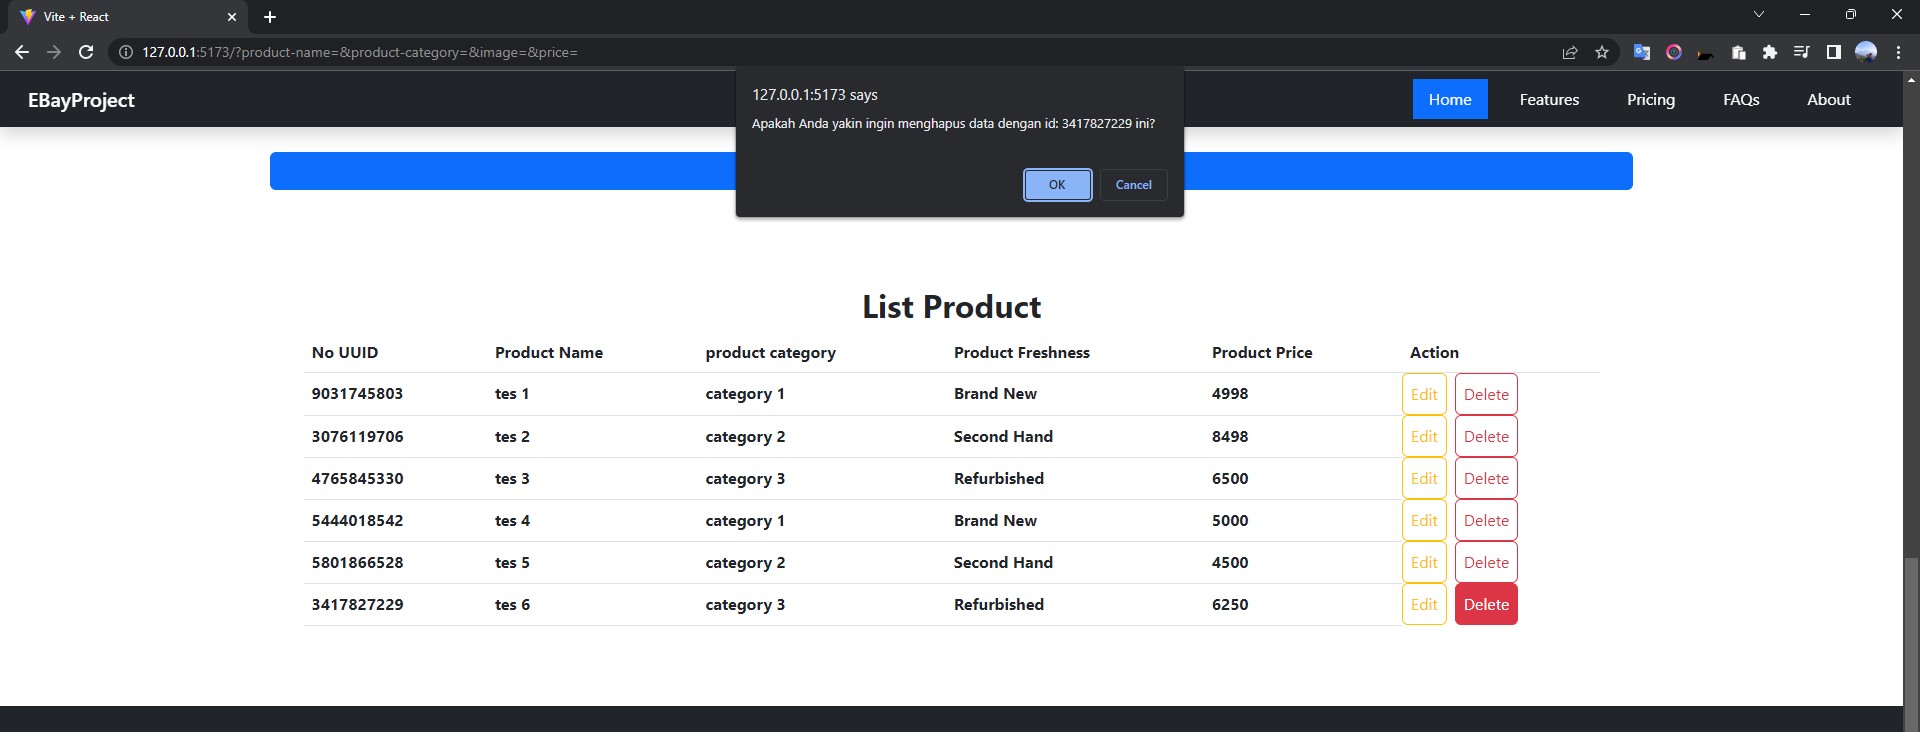 Vite + React
127.0.0.1:5173/?product-name=&product-category=&image=&price=
EBayProject
Home Features Pricing FAQs About
127.0.0.1:5173 says
Apakah Anda yakin ingin menghapus data dengan id: 3417827229 ini?
OK Cancel
List Product
No UUID Product Name product category Product Freshness Product Price Action
9031745803 tes 1 category 1 Brand New 4998 Edit Delete
3076119706 tes 2 category 2 Second Hand 8498 Edit Delete
4765845330 tes 3 category 3 Refurbished 6500 Edit Delete
5444018542 tes 4 category 1 Brand New 5000 Edit Delete
5801866528 tes 5 category 2 Second Hand 4500 Edit Delete
3417827229 tes 6 category 3 Refurbished 6250 Edit Delete